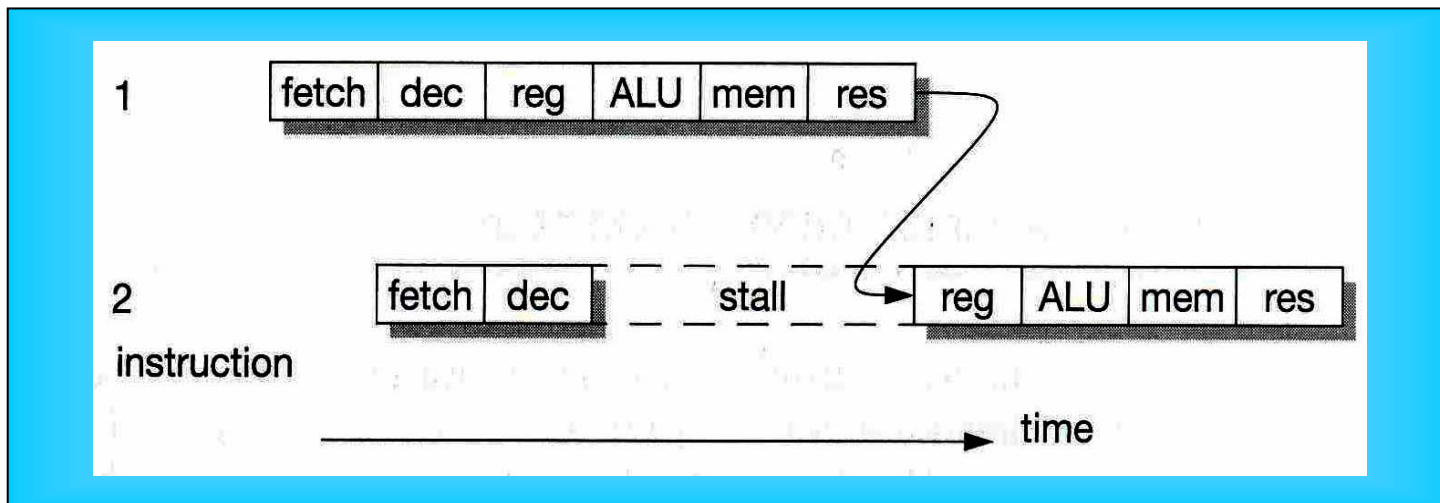 1 fetch dec reg ALU mem res
2 fetch dec stall reg ALU mem res
instruction
time